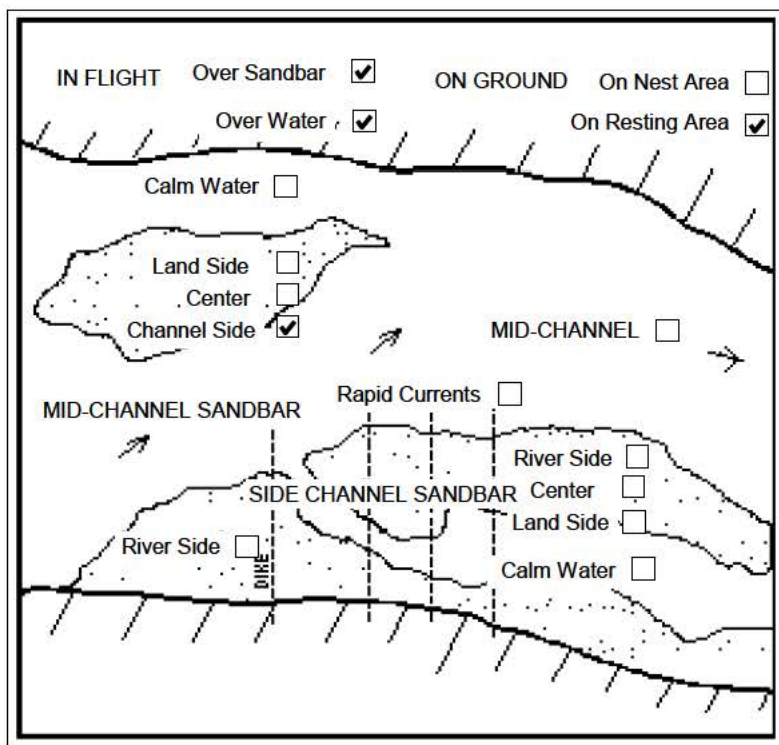 IN FLIGHT
Over Sandbar
ON GROUND
On Nest Area
Over Water
On Resting Area
Calm Water
Land Side
Center
Channel Side
MID-CHANNEL
Rapid Currents
MID-CHANNEL SANDBAR
River Side
SIDE CHANNEL SANDBAR
Center
Land Side
River Side
DIKE
Calm Water